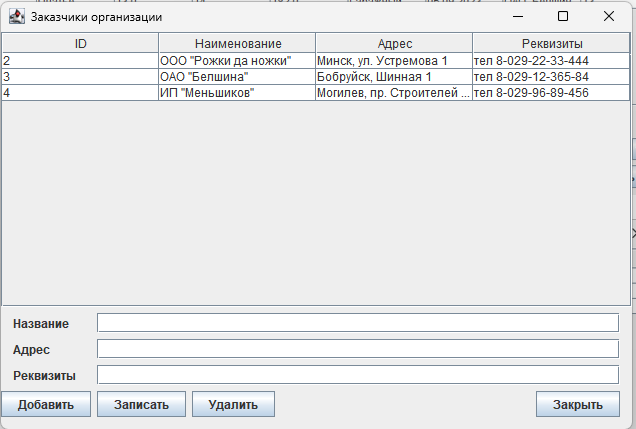 Заказчики организации
ID Наименование Адрес Реквизиты
2 ООО "Рожки да ножки" Минск, ул. Устремова 1 тел 8-029-22-33-444
3 ОАО "Белшина" Бобруйск, Шинная 1 тел 8-029-12-365-84
4 ИП "Меньшиков" Могилев, пр. Строителей ... тел 8-029-96-89-456
Название
Адрес
Реквизиты
Добавить Записать Удалить Закрыть